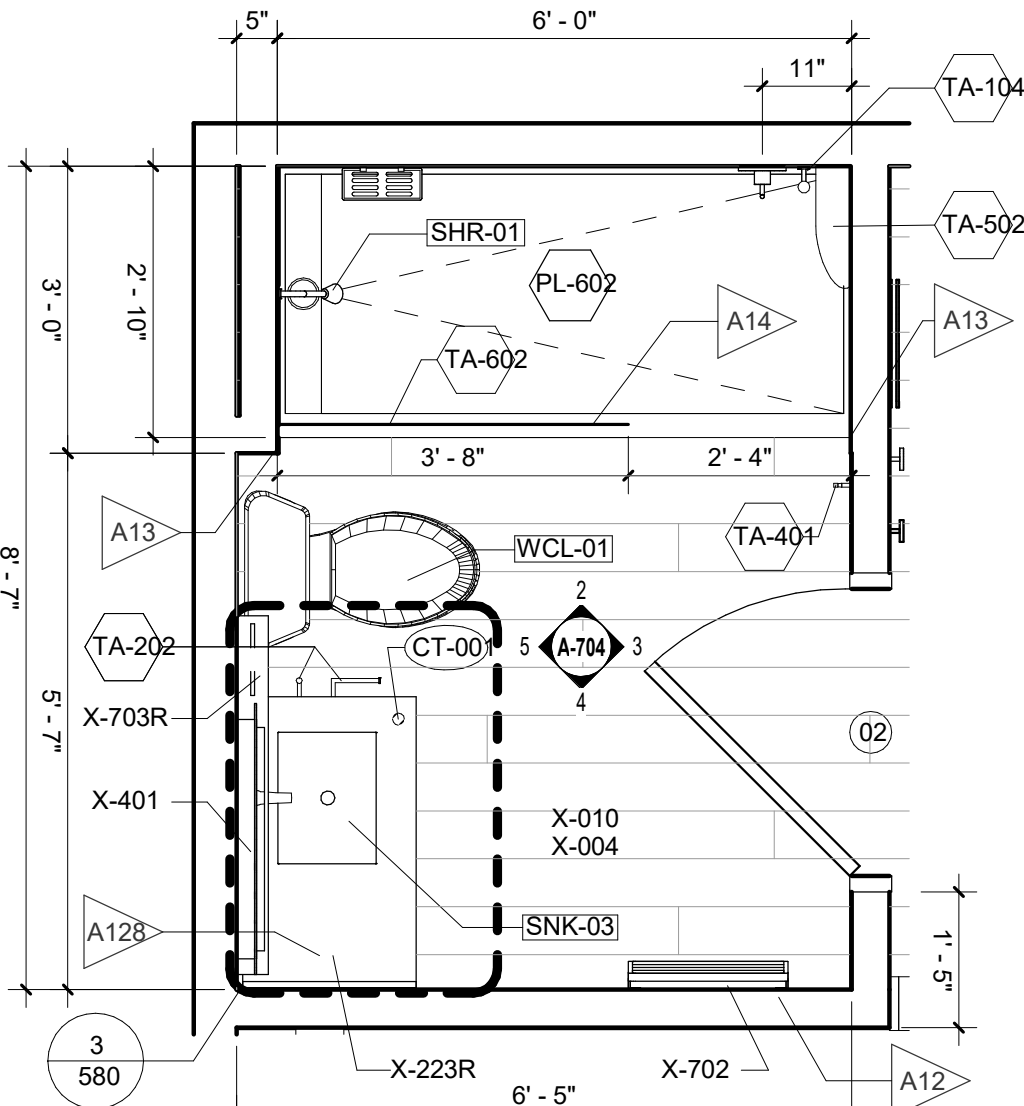 5"
6' - 0"
11"
TA-104
SHR-01
TA-502
2' - 10"
3' - 0"
PL-602
A14
A13
TA-602
3' - 8"
2' - 4"
A13
TA-401
WCL-01
8' - 7"
2
TA-202
CT-001
5
A-704
3
4
5' - 7"
X-703R
02
X-401
X-010
X-004
A128
SNK-03
1' - 5"
3
580
X-223R
X-702
A12
6' - 5"